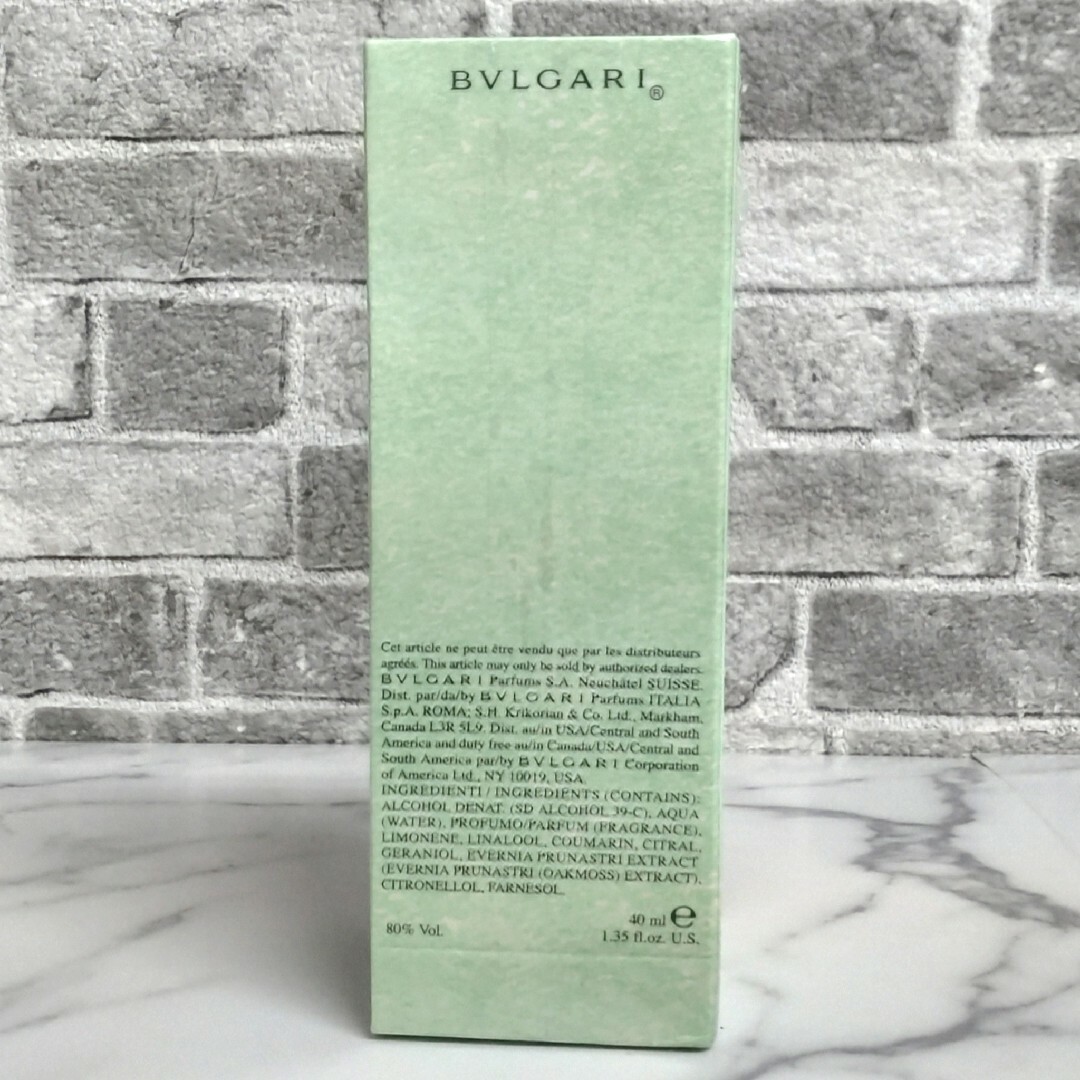 BVLGARI®
Cet article ne peut être vendu que par les distributeurs
agréés. This article may only be sold by authorized dealers.
BVLGARI Parfums S.A. Neuchâtel SUISSE.
Dist. par/da/by BVLGARI Parfums ITALIA
S.p.A. ROMA; S.H. Krikorian & Co. Ltd., Markham,
Canada L3R 5L9. Dist. au/in USA/Central and South
America and duty free au/in Canada/USA/Central and
South America par/by BVLGARI Corporation
of America Ltd., NY 10019, USA.
INGREDIENTI / INGREDIENTS (CONTAINS):
ALCOHOL DENAT. (SD ALCOHOL 39-C), AQUA
(WATER), PROFUMO/PARFUM (FRAGRANCE),
LIMONENE, LINALOOL, COUMARIN, CITRAL,
GERANIOL, EVERNIA PRUNASTRI EXTRACT
(EVERNIA PRUNASTRI (OAKMOSS) EXTRACT),
CITRONELLOL, FARNESOL.
40 ml ℮
80% Vol.
1.35 fl.oz. U.S.